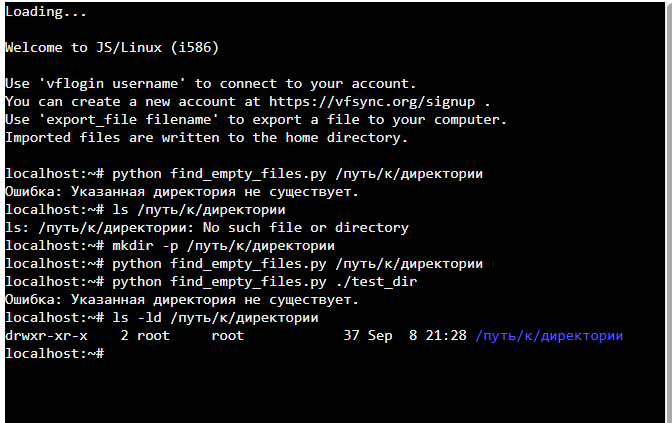 Loading...
Welcome to JS/Linux (i586)
Use 'vflogin username' to connect to your account.
You can create a new account at https://vfsync.org/signup .
Use 'export_file filename' to export a file to your computer.
Imported files are written to the home directory.
localhost:~# python find_empty_files.py /путь/к/директории
Ошибка: Указанная директория не существует.
localhost:~# ls /путь/к/директории
ls: /путь/к/директории: No such file or directory
localhost:~# mkdir -p /путь/к/директории
localhost:~# python find_empty_files.py /путь/к/директории
localhost:~# python find_empty_files.py ./test_dir
Ошибка: Указанная директория не существует.
localhost:~# ls -ld /путь/к/директории
drwxr-xr-x    2 root     root            37 Sep  8 21:28 /путь/к/директории
localhost:~#